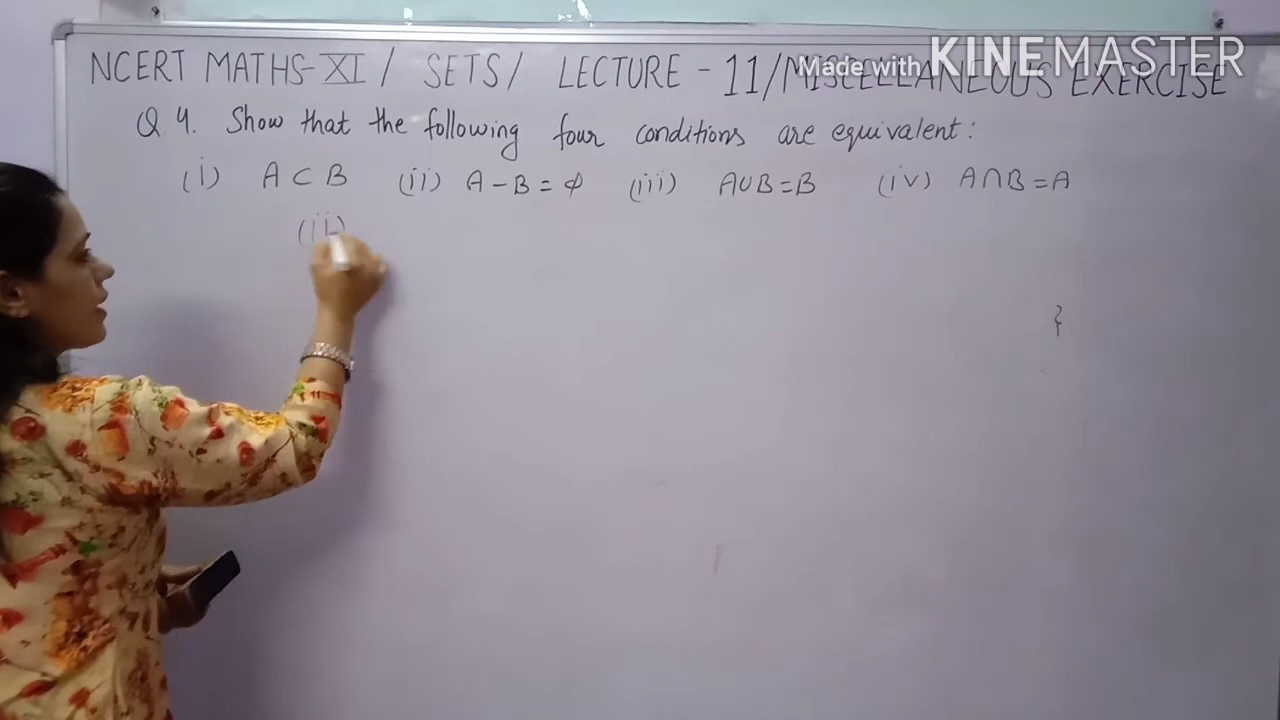 NCERT MATHS-XI / SETS / LECTURE - 11/MISCELLANEOUS EXERCISE
Made with KINEMASTER
Q 4. Show that the following four conditions are equivalent:
(i) A ⊂ B (ii) A - B = ϕ (iii) A∪B = B (iv) A∩B = A
(ii)
}